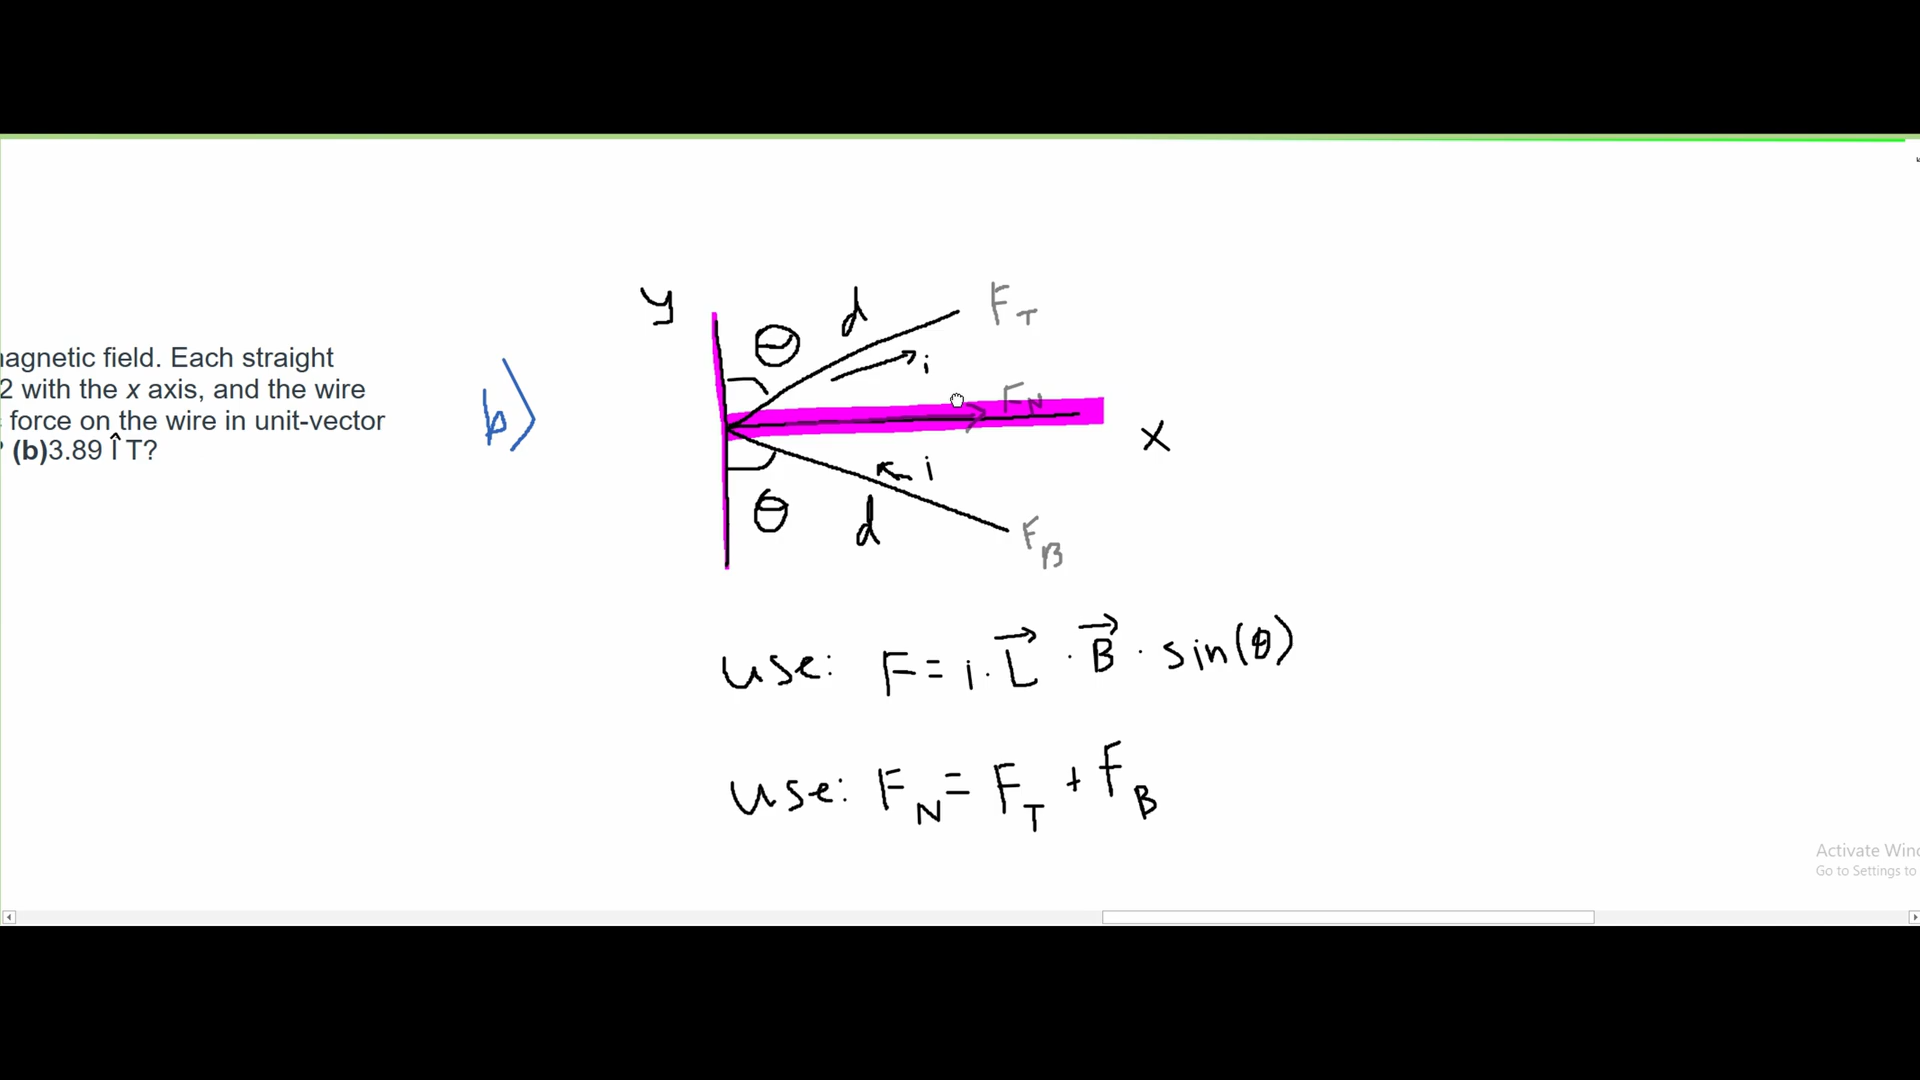 agnetic field. Each straight
2 with the x axis, and the wire
force on the wire in unit-vector
? (b)3.89 Î T?
b)
y
θ
d
F_T
i
F_N
x
i
θ
d
F_B
use: F = i · L⃗ · B⃗ · sin(θ)
use: F_N = F_T + F_B
Activate Win
Go to Settings to